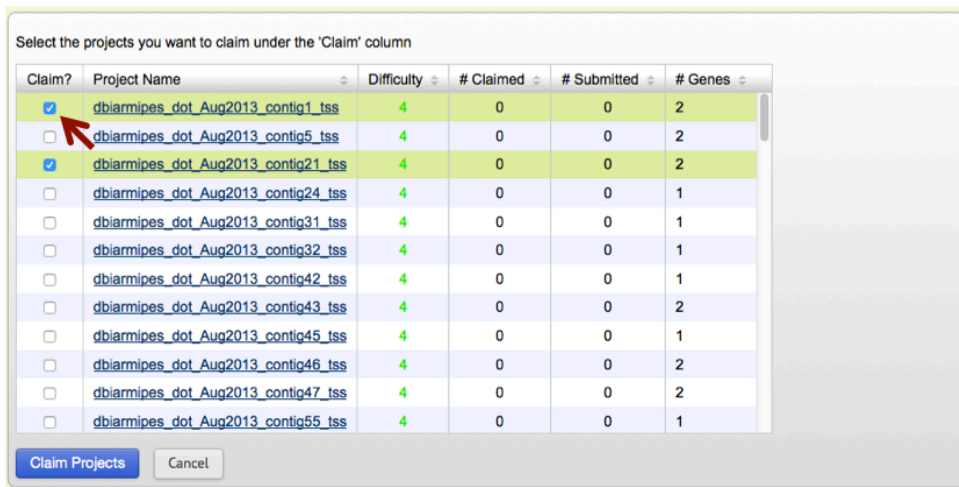 Select the projects you want to claim under the 'Claim' column
Claim? Project Name Difficulty # Claimed # Submitted # Genes
dbiarmipes_dot_Aug2013_contig1_tss 4 0 0 2
dbiarmipes_dot_Aug2013_contig5_tss 4 0 0 2
dbiarmipes_dot_Aug2013_contig21_tss 4 0 0 2
dbiarmipes_dot_Aug2013_contig24_tss 4 0 0 1
dbiarmipes_dot_Aug2013_contig31_tss 4 0 0 1
dbiarmipes_dot_Aug2013_contig32_tss 4 0 0 1
dbiarmipes_dot_Aug2013_contig42_tss 4 0 0 1
dbiarmipes_dot_Aug2013_contig43_tss 4 0 0 2
dbiarmipes_dot_Aug2013_contig45_tss 4 0 0 1
dbiarmipes_dot_Aug2013_contig46_tss 4 0 0 2
dbiarmipes_dot_Aug2013_contig47_tss 4 0 0 2
dbiarmipes_dot_Aug2013_contig55_tss 4 0 0 1
Claim Projects Cancel